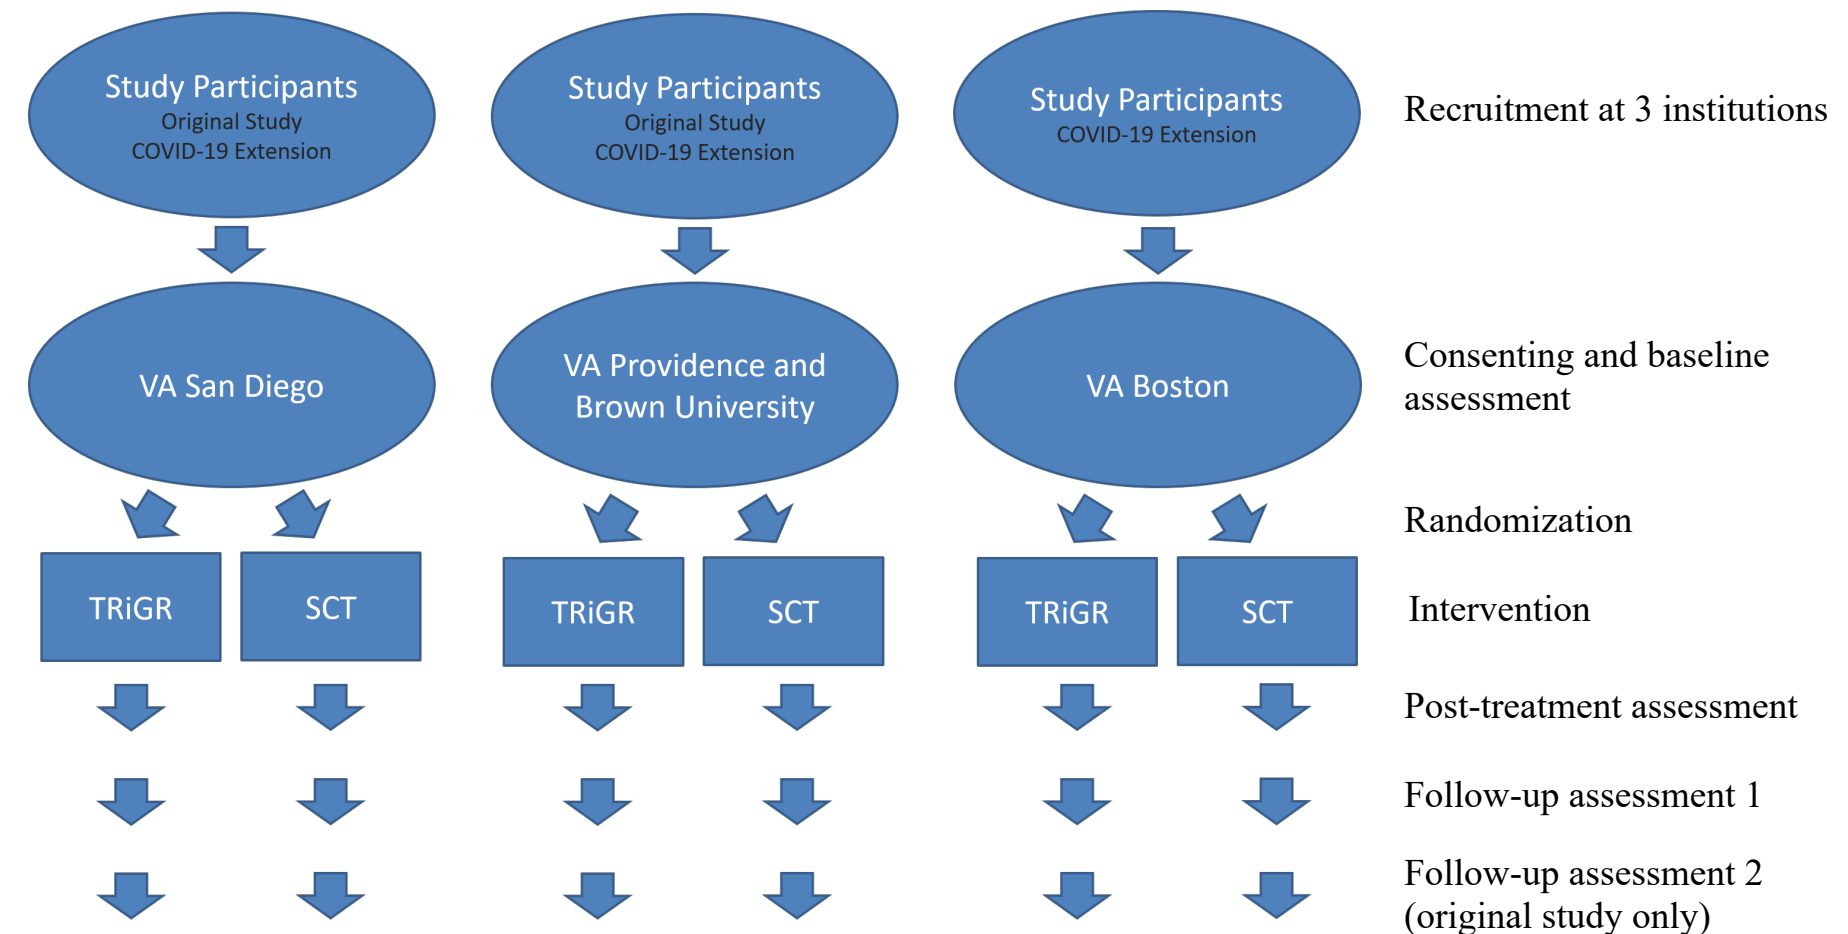 Study Participants
Original Study
COVID-19 Extension
Study Participants
Original Study
COVID-19 Extension
Study Participants
COVID-19 Extension
Recruitment at 3 institutions
VA San Diego
VA Providence and
Brown University
VA Boston
Consenting and baseline
assessment
Randomization
TRiGR
SCT
TRiGR
SCT
TRiGR
SCT
Intervention
Post-treatment assessment
Follow-up assessment 1
Follow-up assessment 2
(original study only)